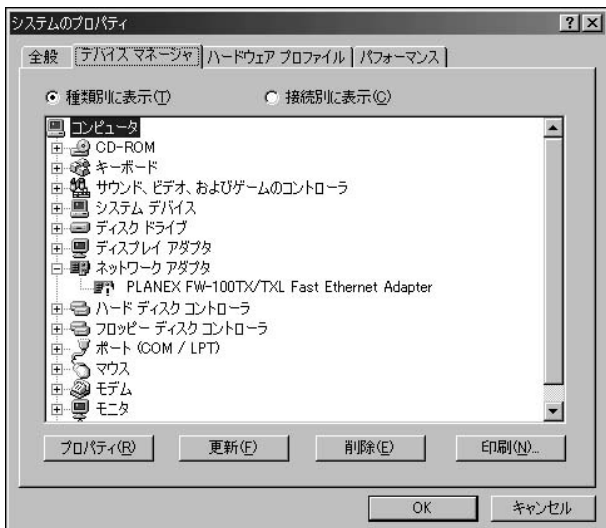 システムのプロパティ
? ×
全般 デバイス マネージャ ハードウェア プロファイル パフォーマンス
種類別に表示(T) 接続別に表示(C)
コンピュータ
CD-ROM
キーボード
サウンド、ビデオ、およびゲームのコントローラ
システム デバイス
ディスク ドライブ
ディスプレイ アダプタ
ネットワーク アダプタ
PLANEX FW-100TX/TXL Fast Ethernet Adapter
ハード ディスク コントローラ
フロッピー ディスク コントローラ
ポート (COM / LPT)
マウス
モデム
モニタ
プロパティ(R) 更新(F) 削除(E) 印刷(N)...
OK キャンセル